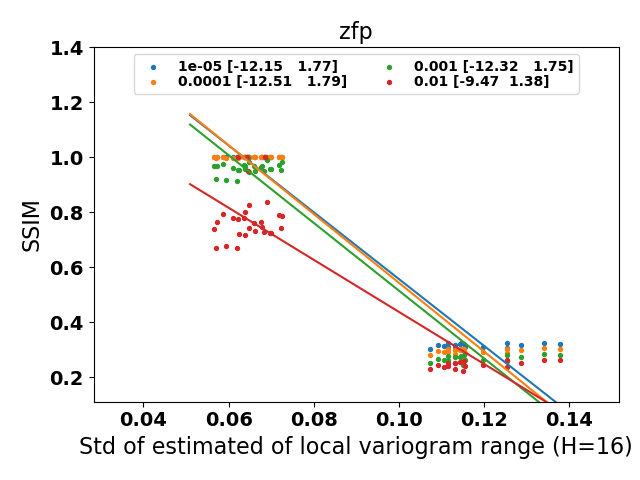 zfp
1e-05 [-12.15 1.77]
0.0001 [-12.51 1.79]
0.001 [-12.32 1.75]
0.01 [-9.47 1.38]
SSIM
1.4
1.2
1.0
0.8
0.6
0.4
0.2
0.04 0.06 0.08 0.10 0.12 0.14
Std of estimated of local variogram range (H=16)